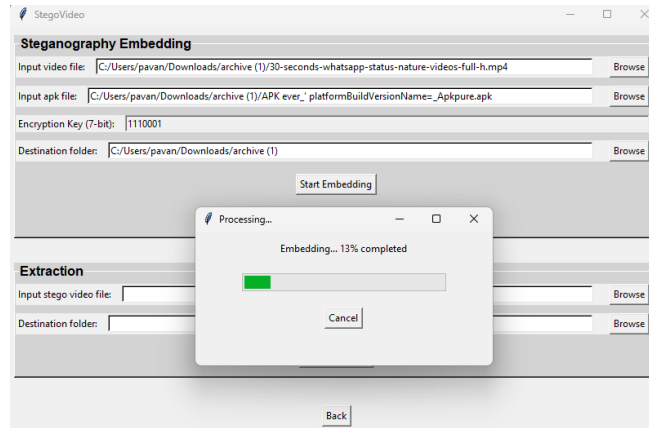 StegoVideo
Steganography Embedding
Input video file: C:/Users/pavan/Downloads/archive (1)/30-seconds-whatsapp-status-nature-videos-full-h.mp4 Browse
Input apk file: C:/Users/pavan/Downloads/archive (1)/APK ever_' platformBuildVersionName=_Apkpure.apk Browse
Encryption Key (7-bit): 1110001
Destination folder: C:/Users/pavan/Downloads/archive (1) Browse
Start Embedding
Processing...
Embedding... 13% completed
Cancel
Extraction
Input stego video file: Browse
Destination folder: Browse
Back